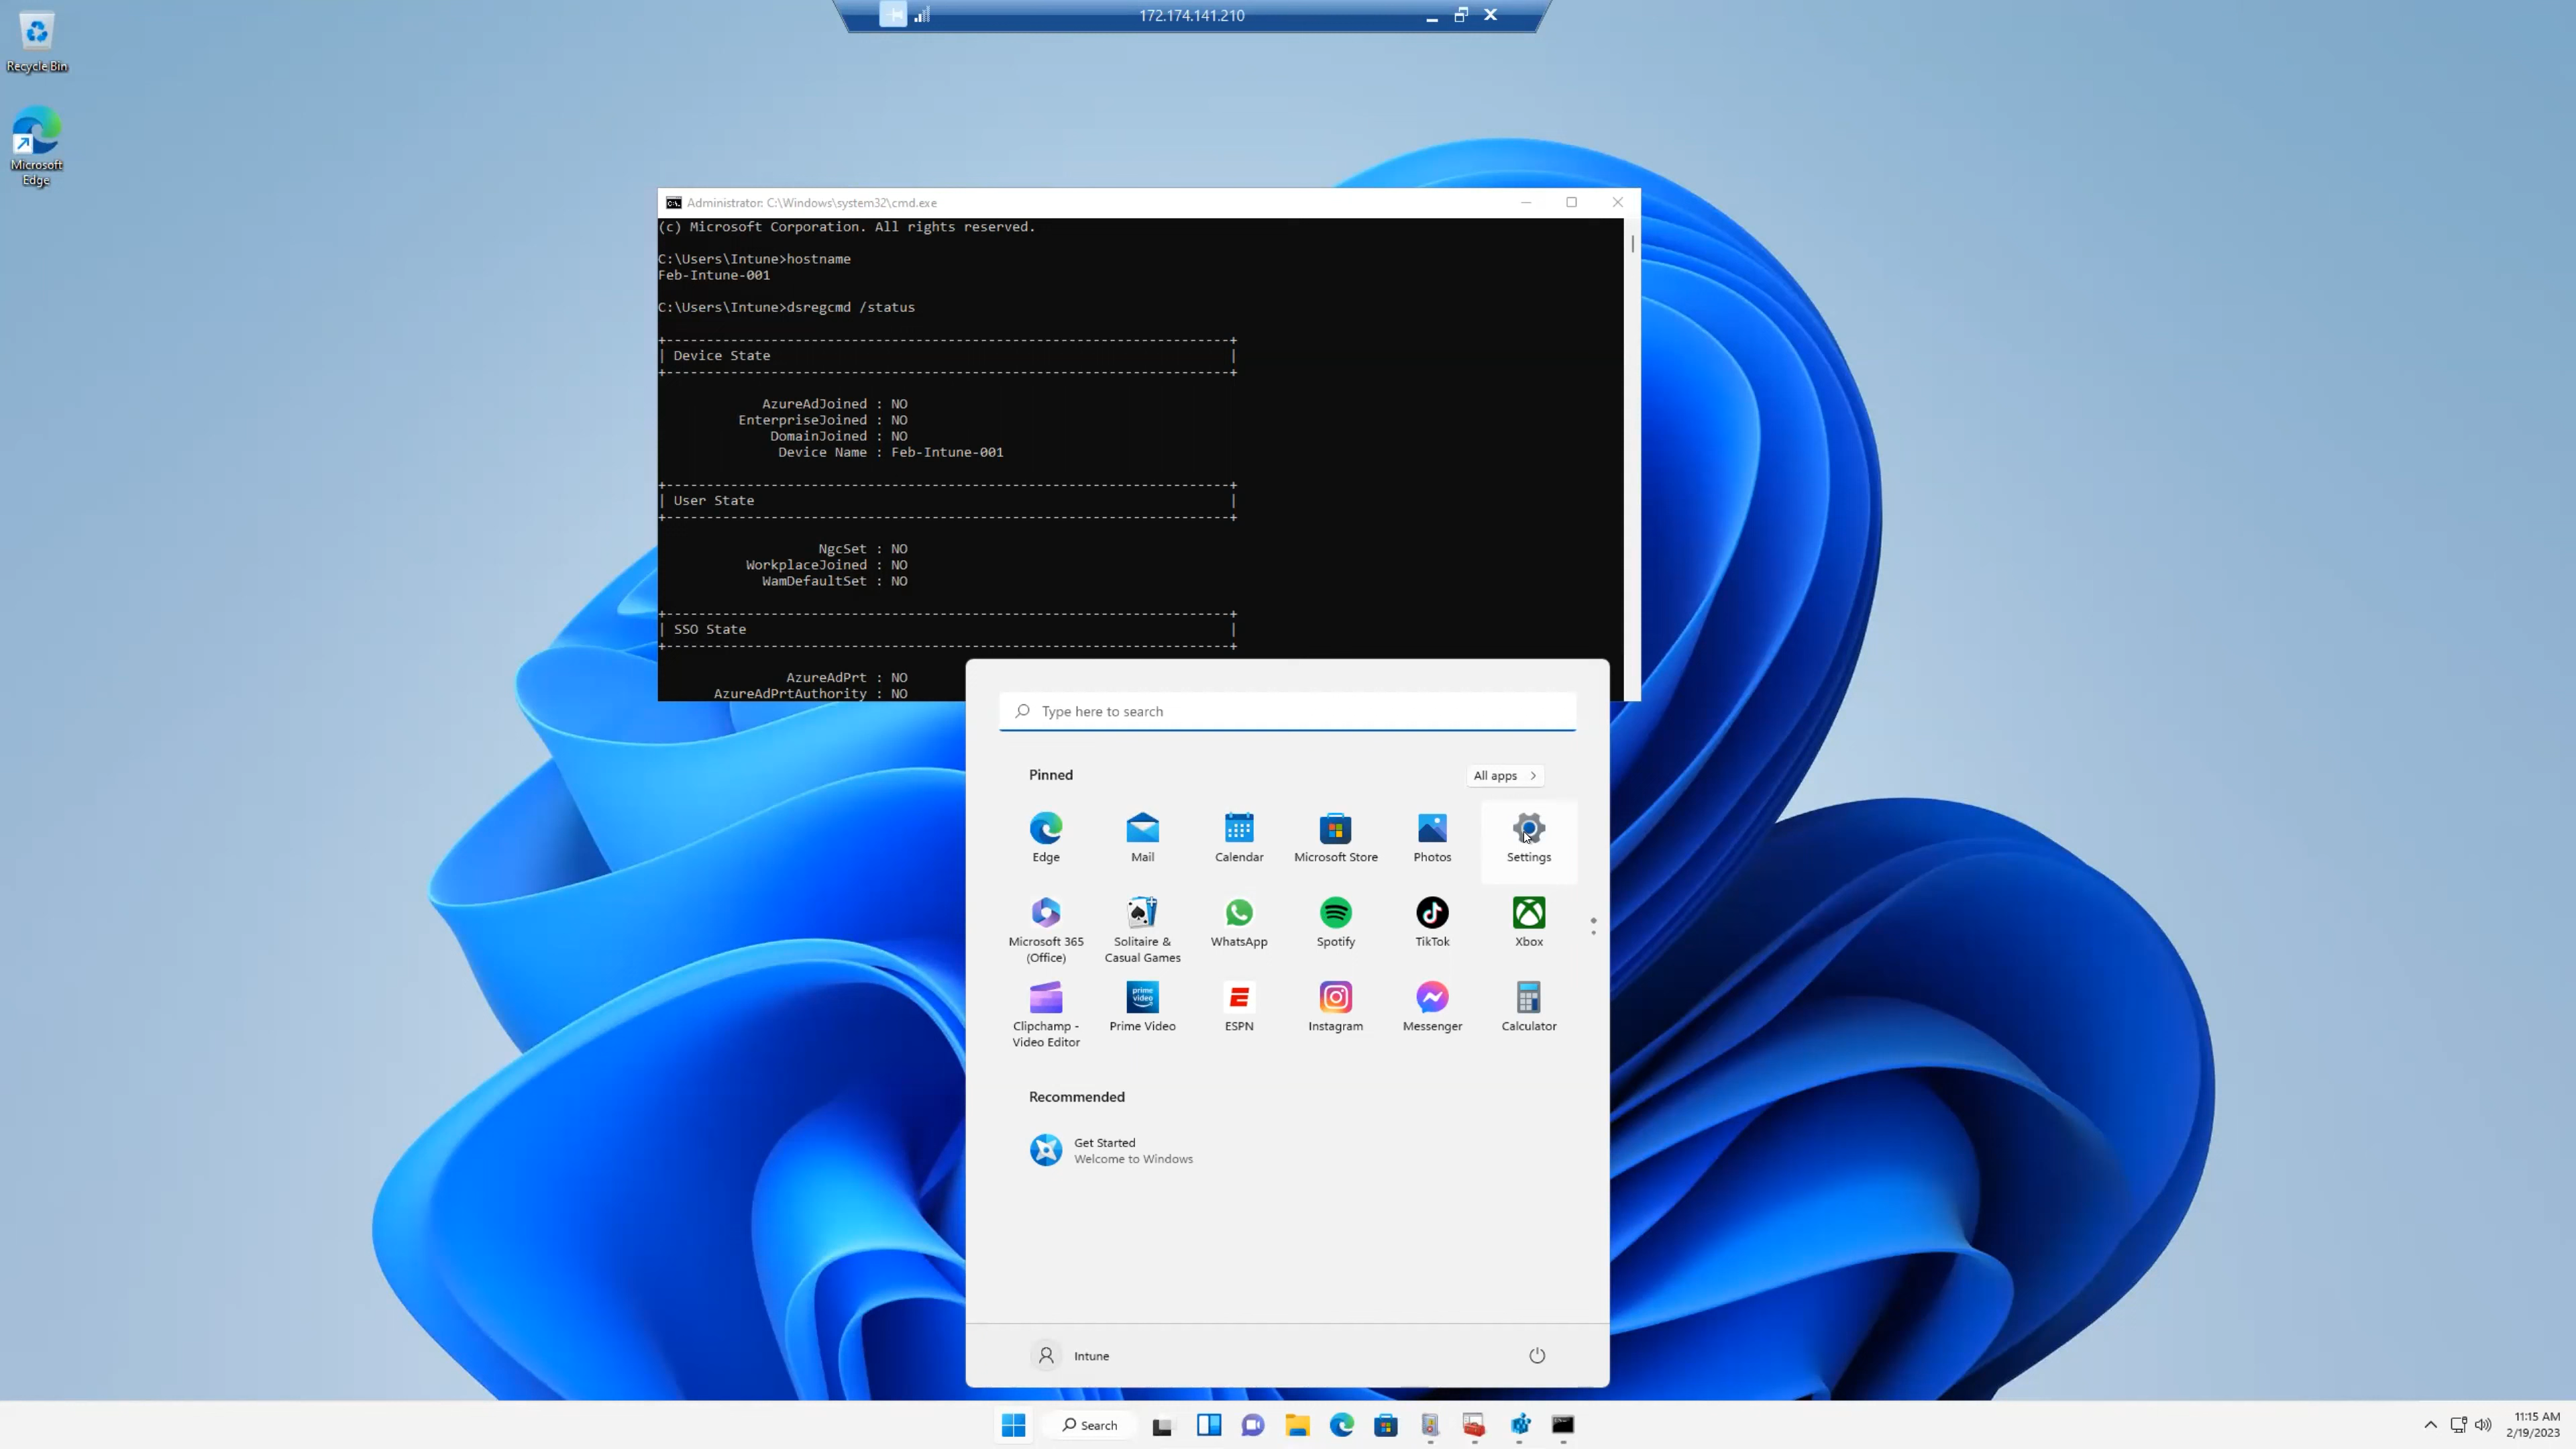 172.174.141.210
Recycle Bin
Microsoft
Edge
Administrator: C:\Windows\system32\cmd.exe
(c) Microsoft Corporation. All rights reserved.
C:\Users\Intune>hostname
Feb-Intune-001
C:\Users\Intune>dsregcmd /status
+----------------------------------------------------------------------+
| Device State                                                         |
+----------------------------------------------------------------------+
AzureAdJoined : NO
EnterpriseJoined : NO
DomainJoined : NO
Device Name : Feb-Intune-001
+----------------------------------------------------------------------+
| User State                                                           |
+----------------------------------------------------------------------+
NgcSet : NO
WorkplaceJoined : NO
WamDefaultSet : NO
+----------------------------------------------------------------------+
| SSO State                                                            |
+----------------------------------------------------------------------+
AzureAdPrt : NO
AzureAdPrtAuthority : NO
Type here to search
Pinned
All apps >
Edge
Mail
Calendar
Microsoft Store
Photos
Settings
Microsoft 365
(Office)
Solitaire &
Casual Games
WhatsApp
Spotify
TikTok
Xbox
Clipchamp -
Video Editor
prime
video
Prime Video
ESPN
Instagram
Messenger
Calculator
Recommended
Get Started
Welcome to Windows
Intune
Search
11:15 AM
2/19/2023